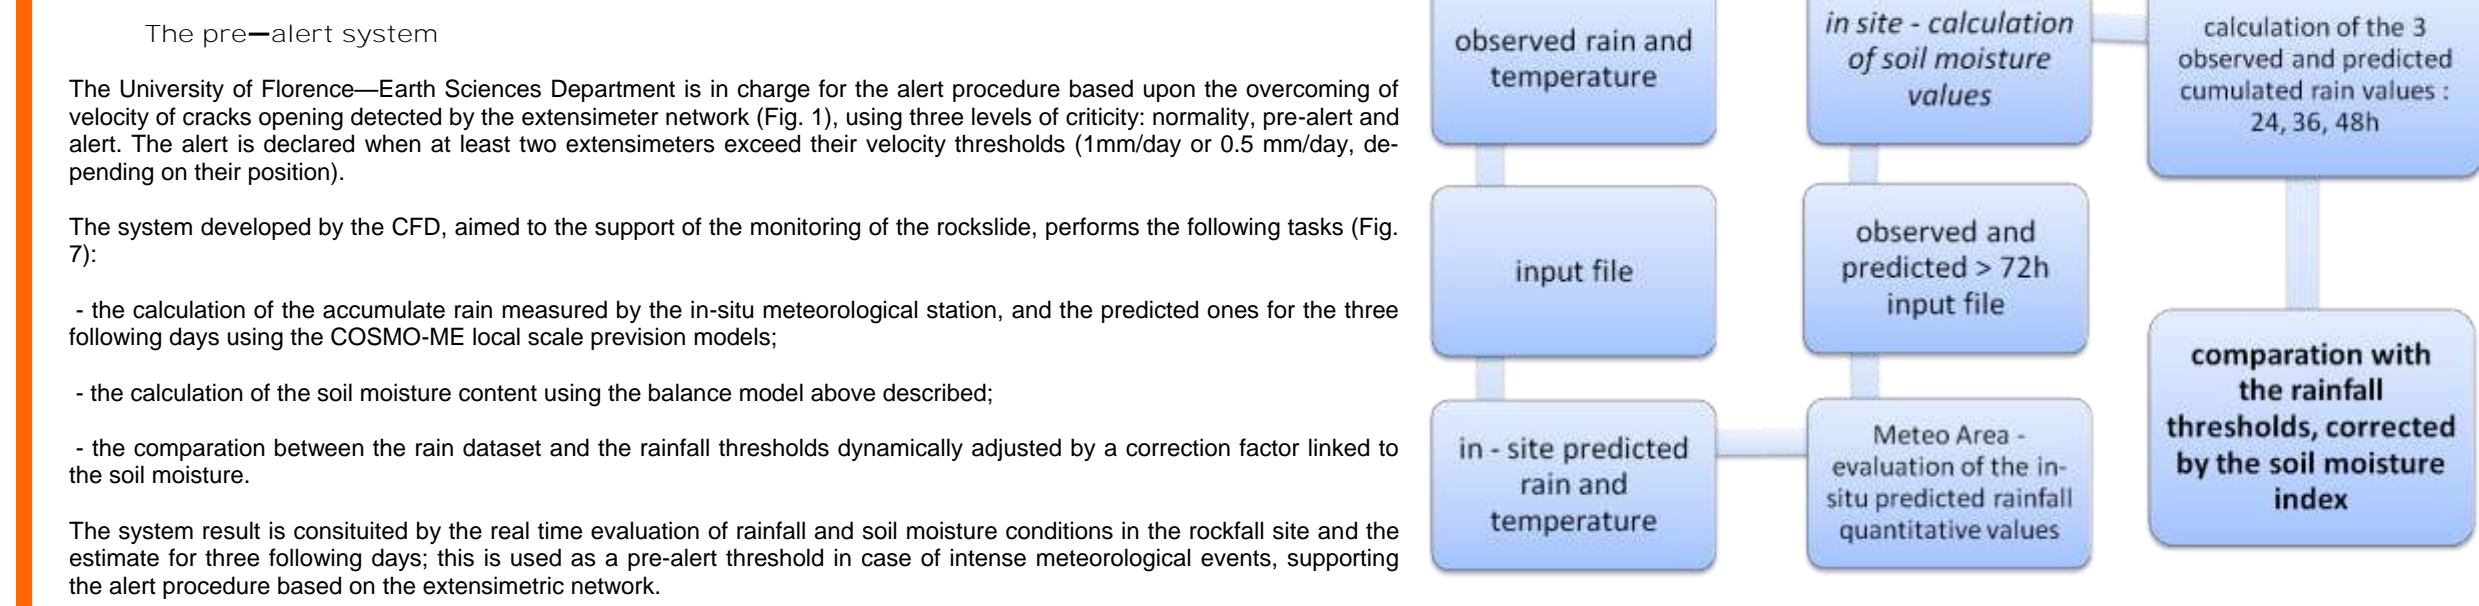 The pre—alert system
The University of Florence—Earth Sciences Department is in charge for the alert procedure based upon the overcoming of
velocity of cracks opening detected by the extensimeter network (Fig. 1), using three levels of criticity: normality, pre-alert and
alert. The alert is declared when at least two extensimeters exceed their velocity thresholds (1mm/day or 0.5 mm/day, de-
pending on their position).
The system developed by the CFD, aimed to the support of the monitoring of the rockslide, performs the following tasks (Fig.
7):
- the calculation of the accumulate rain measured by the in-situ meteorological station, and the predicted ones for the three
following days using the COSMO-ME local scale prevision models;
- the calculation of the soil moisture content using the balance model above described;
- the comparation between the rain dataset and the rainfall thresholds dynamically adjusted by a correction factor linked to
the soil moisture.
The system result is consituited by the real time evaluation of rainfall and soil moisture conditions in the rockfall site and the
estimate for three following days; this is used as a pre-alert threshold in case of intense meteorological events, supporting
the alert procedure based on the extensimetric network.
observed rain and
temperature
input file
in - site predicted
rain and
temperature
in site - calculation
of soil moisture
values
observed and
predicted > 72h
input file
Meteo Area -
evaluation of the in-
situ predicted rainfall
quantitative values
calculation of the 3
observed and predicted
cumulated rain values :
24, 36, 48h
comparation with
the rainfall
thresholds, corrected
by the soil moisture
index